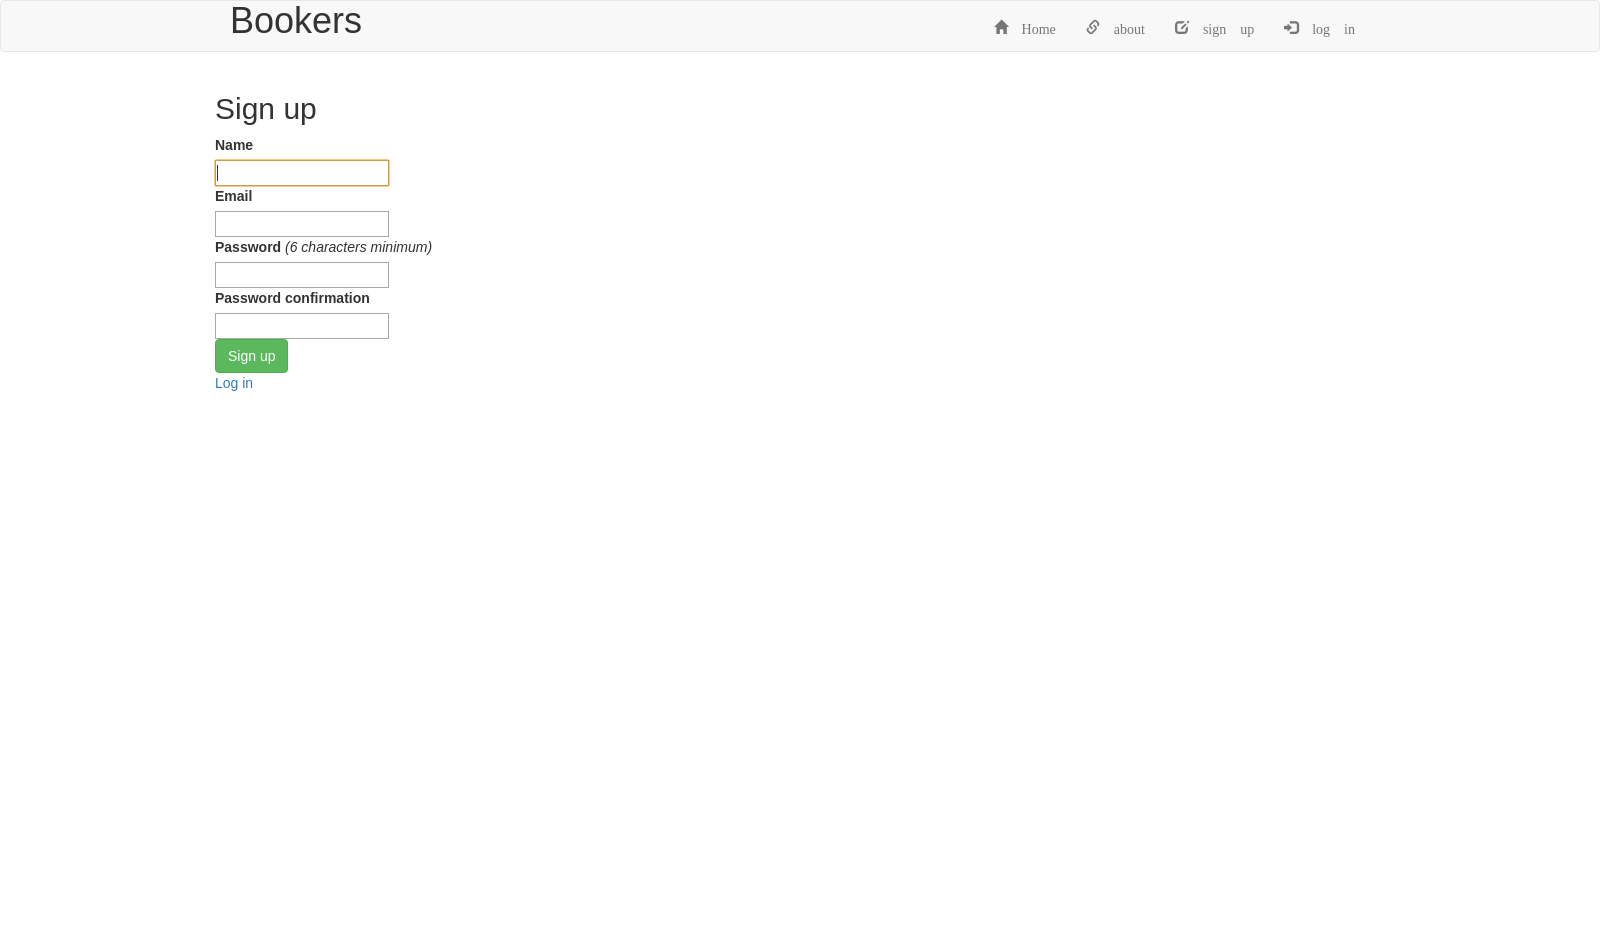 Bookers
Home about sign up log in
Sign up
Name
Email
Password (6 characters minimum)
Password confirmation
Sign up
Log in